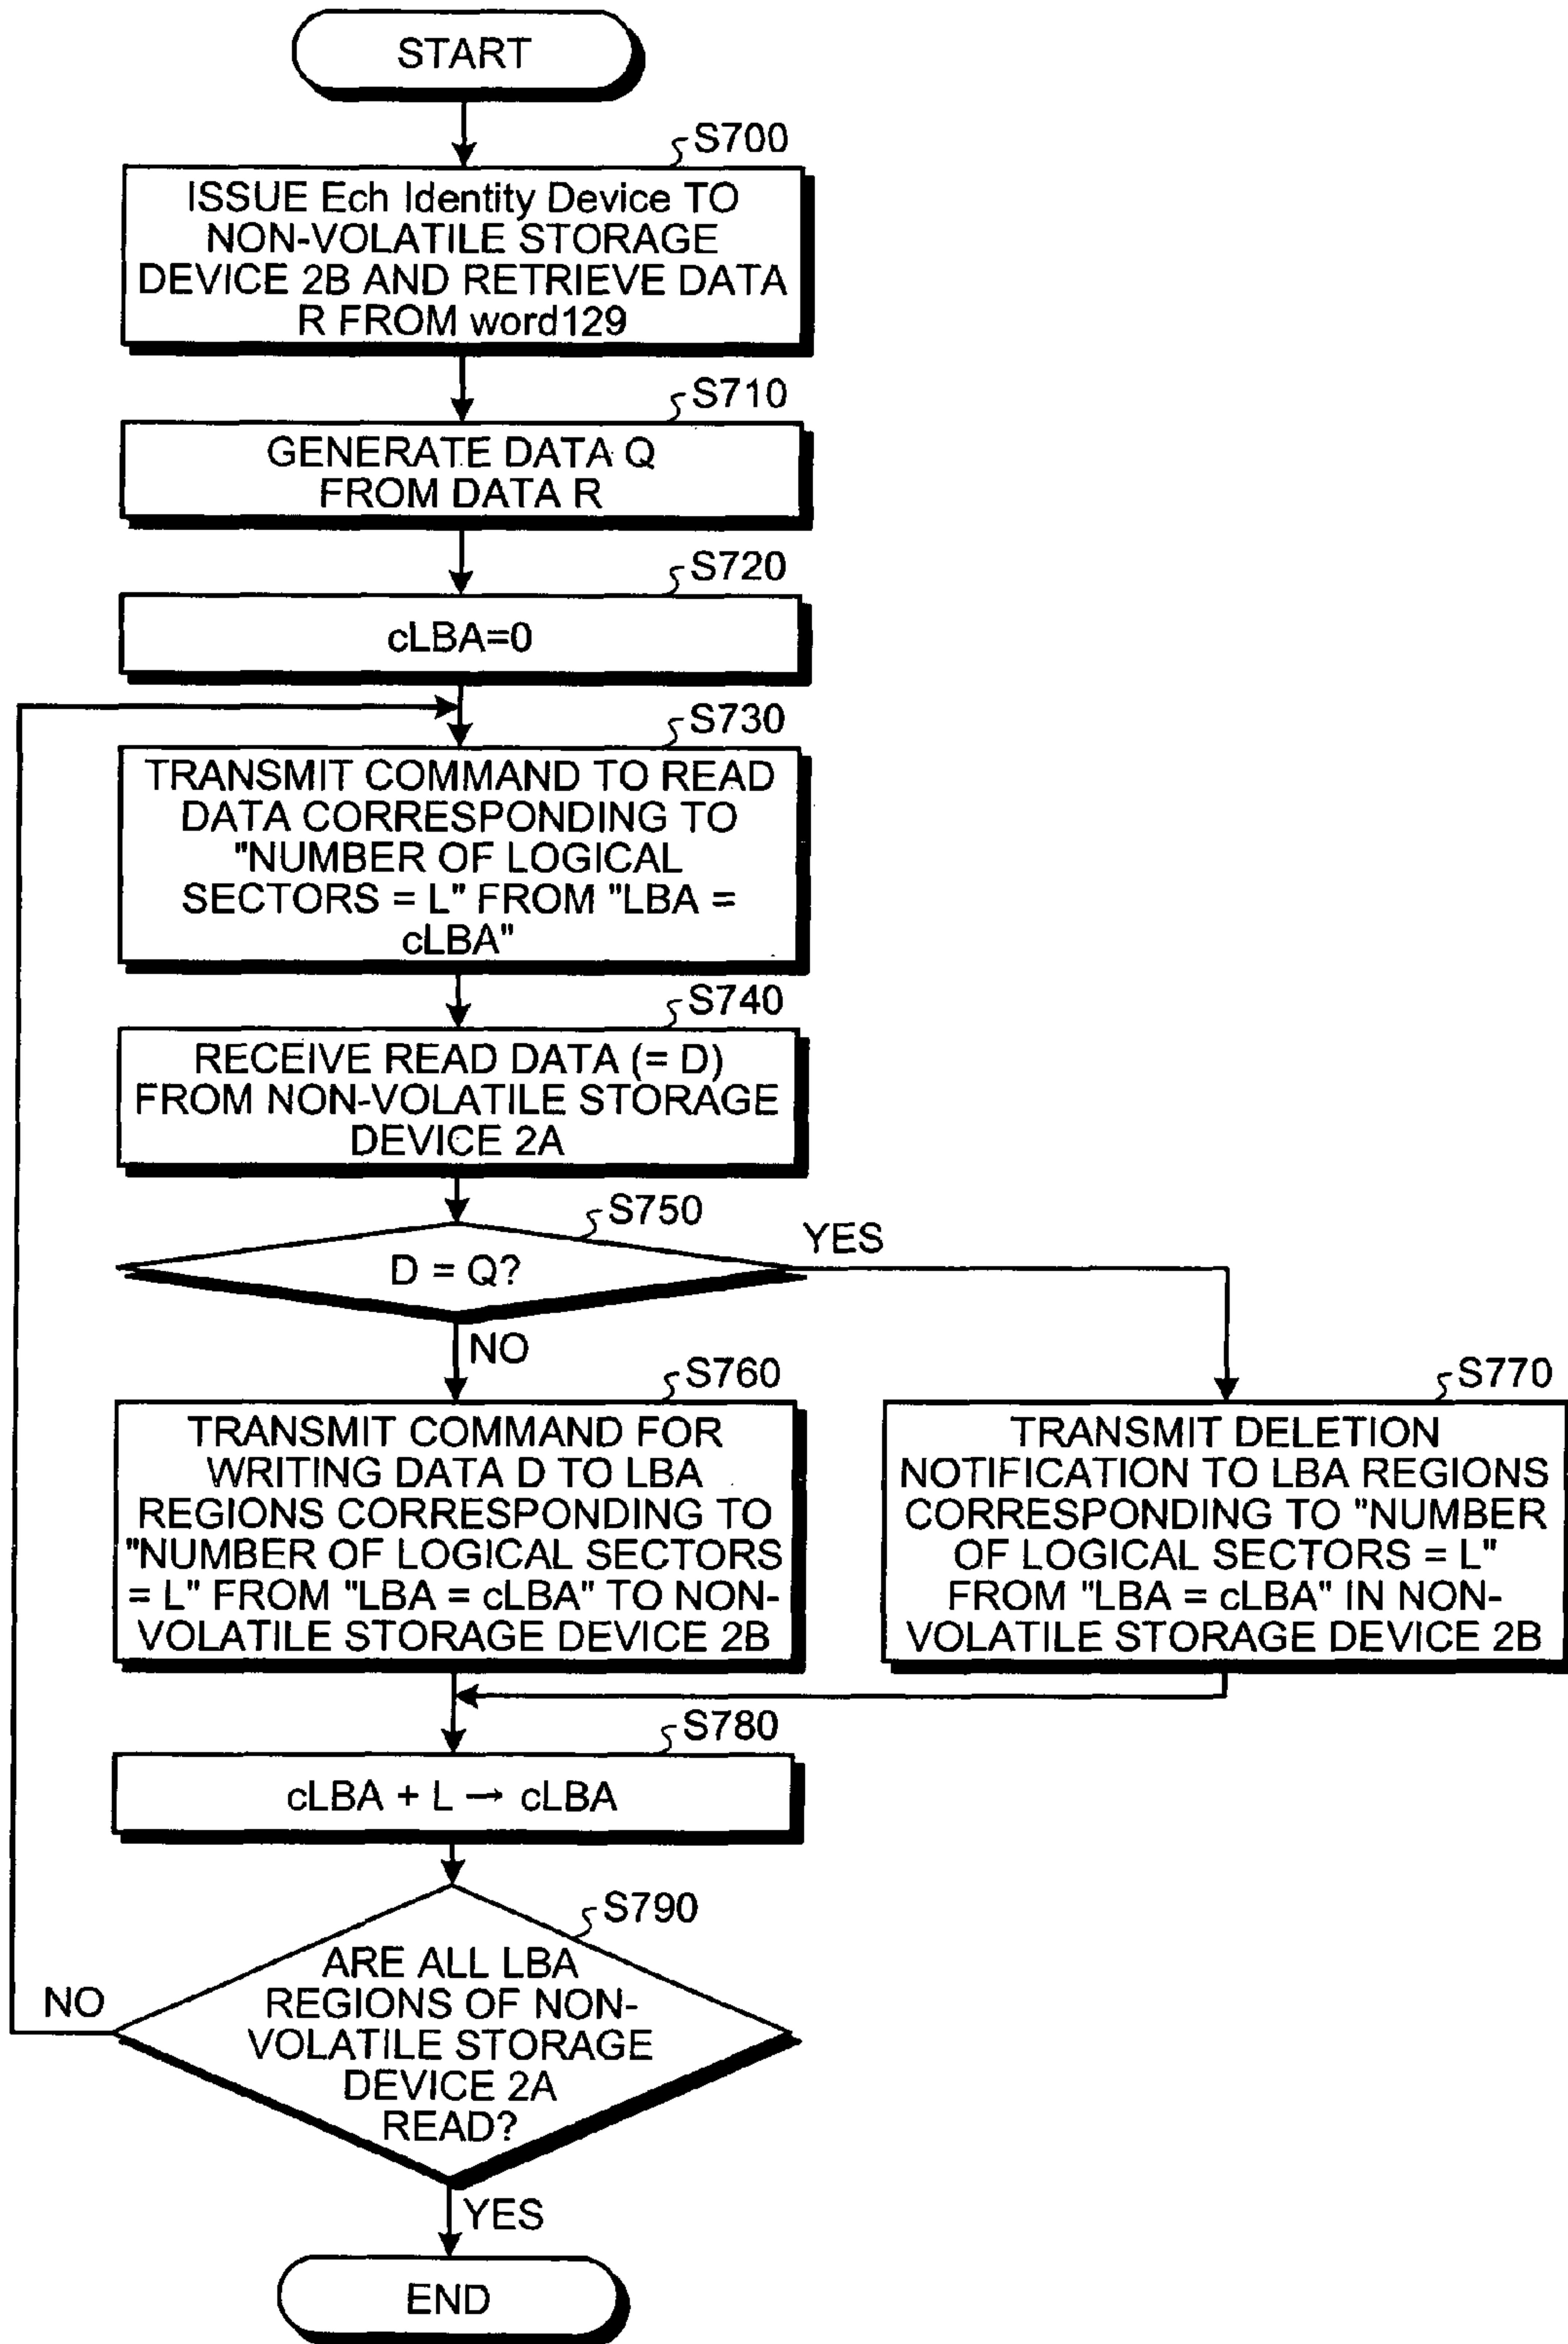 START
S700
ISSUE Ech Identity Device TO
NON-VOLATILE STORAGE
DEVICE 2B AND RETRIEVE DATA
R FROM word129
S710
GENERATE DATA Q
FROM DATA R
S720
cLBA=0
S730
TRANSMIT COMMAND TO READ
DATA CORRESPONDING TO
"NUMBER OF LOGICAL
SECTORS = L" FROM "LBA =
cLBA"
S740
RECEIVE READ DATA (= D)
FROM NON-VOLATILE STORAGE
DEVICE 2A
S750
D = Q?
YES
NO
S760
TRANSMIT COMMAND FOR
WRITING DATA D TO LBA
REGIONS CORRESPONDING TO
"NUMBER OF LOGICAL SECTORS
= L" FROM "LBA = cLBA" TO NON-
VOLATILE STORAGE DEVICE 2B
S770
TRANSMIT DELETION
NOTIFICATION TO LBA REGIONS
CORRESPONDING TO "NUMBER
OF LOGICAL SECTORS = L"
FROM "LBA = cLBA" IN NON-
VOLATILE STORAGE DEVICE 2B
S780
cLBA + L → cLBA
S790
ARE ALL LBA
REGIONS OF NON-
VOLATILE STORAGE
DEVICE 2A
READ?
NO
YES
END